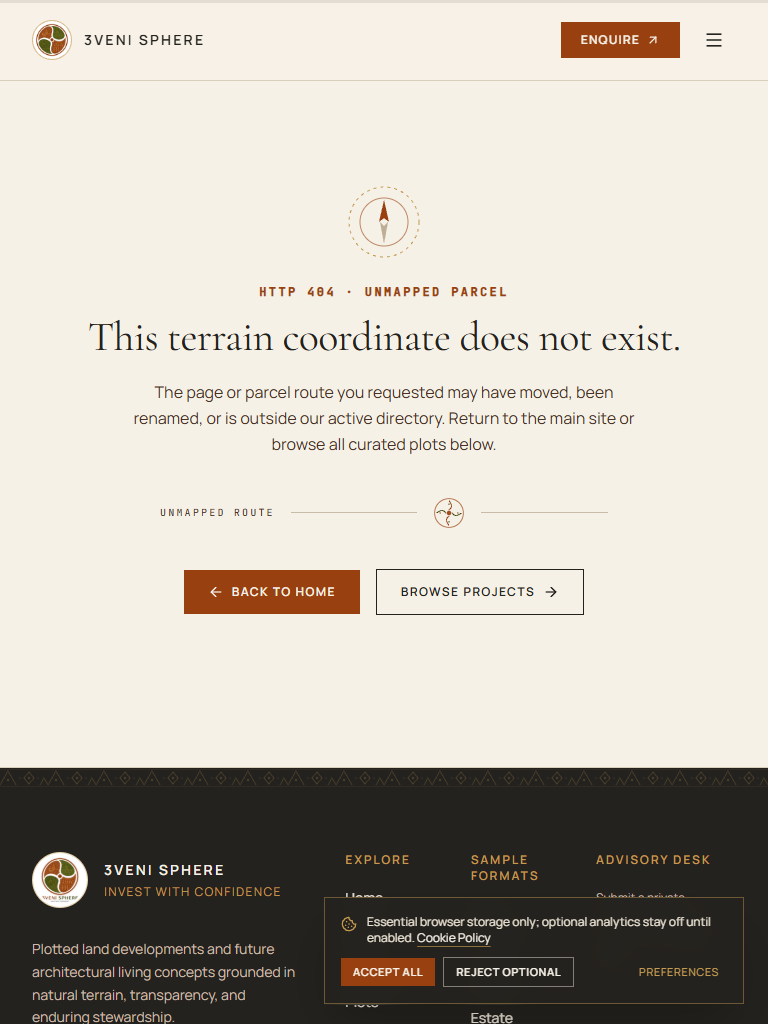 3VENI SPHERE
ENQUIRE
HTTP 404 · UNMAPPED PARCEL
This terrain coordinate does not exist.
The page or parcel route you requested may have moved, been
renamed, or is outside our active directory. Return to the main site or
browse all curated plots below.
UNMAPPED ROUTE
BACK TO HOME
BROWSE PROJECTS
3VENI SPHERE
INVEST WITH CONFIDENCE
Plotted land developments and future
architectural living concepts grounded in
natural terrain, transparency, and
enduring stewardship.
EXPLORE
Home
Plots
SAMPLE
FORMATS
Estate
ADVISORY DESK
Submit a private
Essential browser storage only; optional analytics stay off until
enabled. Cookie Policy
ACCEPT ALL
REJECT OPTIONAL
PREFERENCES